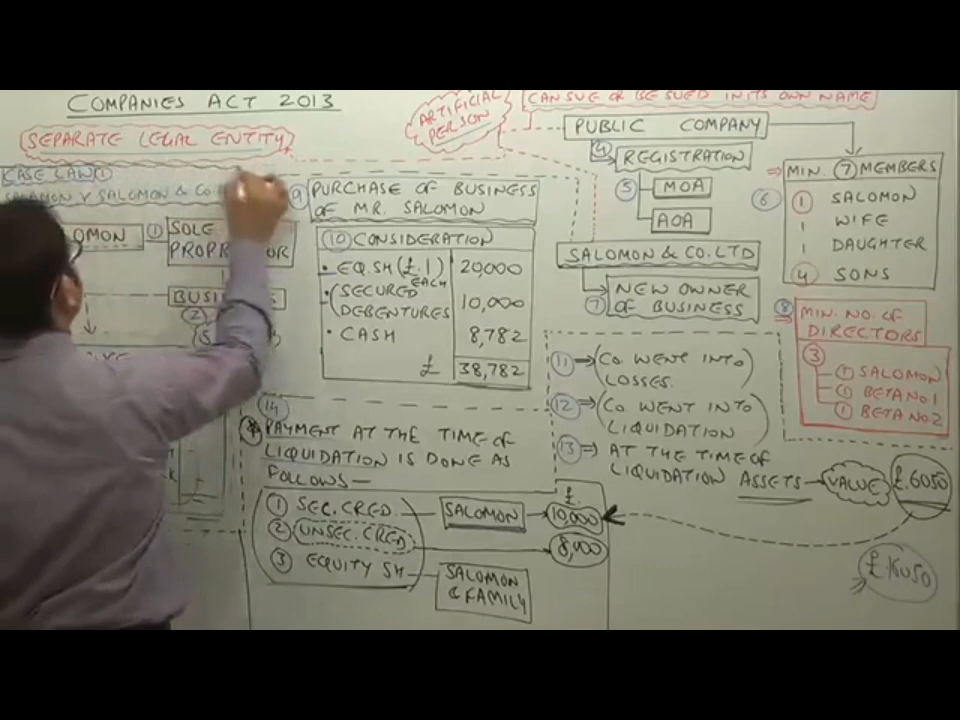 COMPANIES ACT 2013
SEPARATE LEGAL ENTITY
CASE LAW ①
SALAMON V SALOMON & CO
LOMON
① SOLE
BUSINESS
②
ARTIFICIAL
PERSON
CAN SUE OR BE SUED IN ITS OWN NAME
PUBLIC COMPANY
④ REGISTRATION
⑤ MOA
AOA
SALOMON & CO. LTD
⑦ NEW OWNER
OF BUSINESS
⑥ MIN. ⑦ MEMBERS
① SALOMON
1 WIFE
1 DAUGHTER
④ SONS
⑧ MIN. NO. OF
DIRECTORS
③
① SALOMON
① BETA NO 1
① BETA NO 2
⑨ PURCHASE OF BUSINESS
OF MR. SALOMON
⑩ CONSIDERATION
• EQ. SH (£.1) 20,000
EACH
• SECURED
DEBENTURES 10,000
• CASH 8,782
£ 38,782
⑪ ⇒ CO. WENT INTO
LOSSES.
⑫ ⇒ CO. WENT INTO
LIQUIDATION
⑬ ⇒ AT THE TIME OF
LIQUIDATION ASSETS → VALUE £.6050
⑭
PAYMENT AT THE TIME OF
LIQUIDATION IS DONE AS
FOLLOWS —
£.
① SEC. CRED. SALOMON → 10,000
② UNSEC. CRED → 8,000
③ EQUITY SH SALOMON
& FAMILY